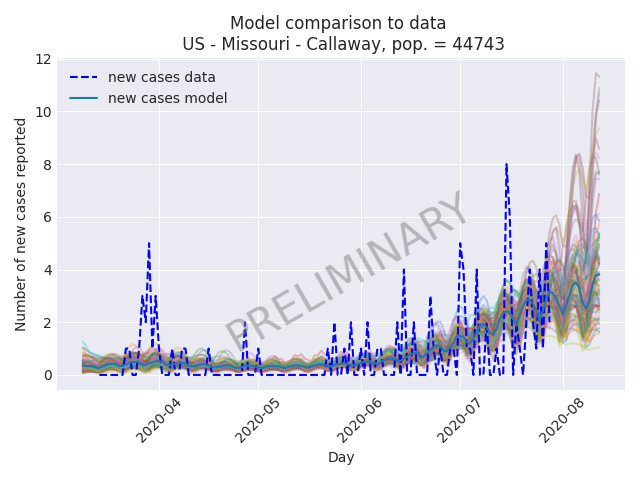 Model comparison to data
US - Missouri - Callaway, pop. = 44743
12
10
8
6
4
2
0
Number of new cases reported
new cases data
new cases model
PRELIMINARY
2020-04
2020-05
2020-06
2020-07
2020-08
Day